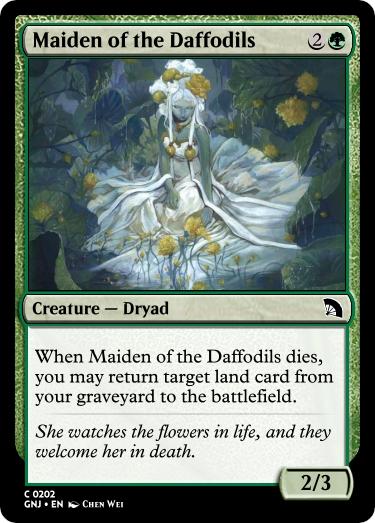 Maiden of the Daffodils 2
Creature — Dryad
When Maiden of the Daffodils dies,
you may return target land card from
your graveyard to the battlefield.
She watches the flowers in life, and they
welcome her in death.
2/3
C 0202
GNJ • EN Chen Wei